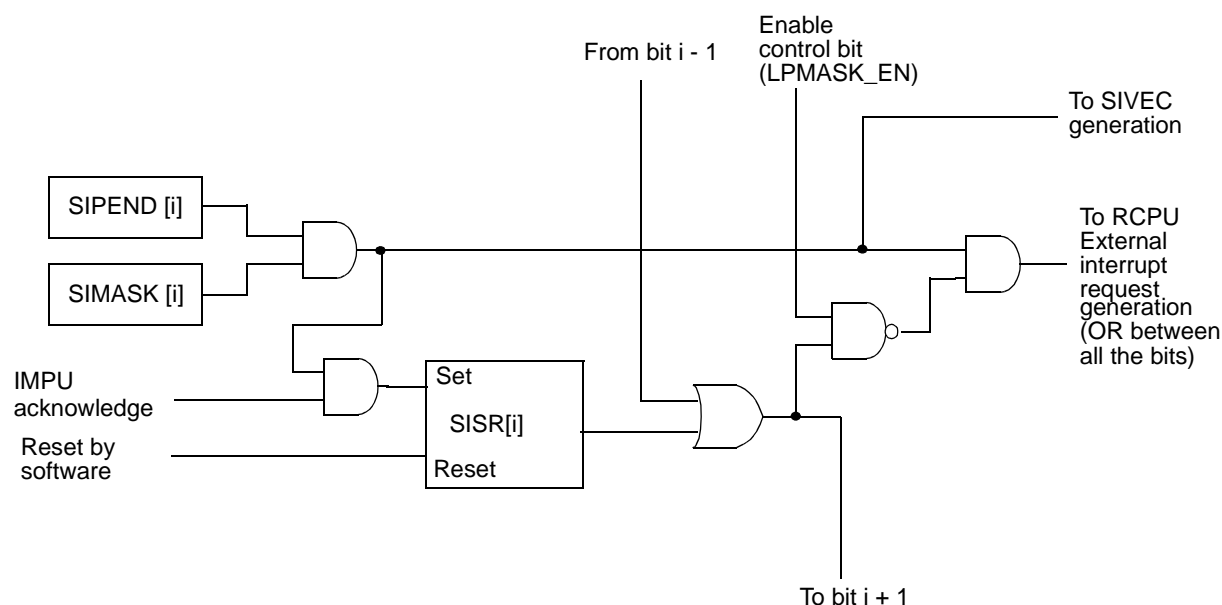 Enable
control bit
(LPMASK_EN)
From bit i - 1
To SIVEC
generation
SIPEND [i]
SIMASK [i]
To RCPU
External
interrupt
request
generation
(OR between
all the bits)
IMPU
acknowledge
Set
SISR[i]
Reset by
software
Reset
To bit i + 1